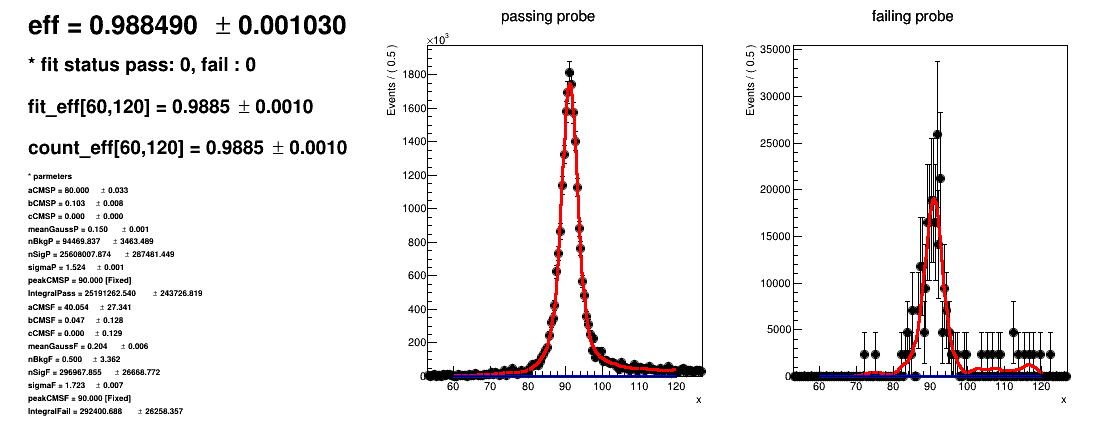 eff = 0.988490 ± 0.001030
* fit status pass: 0, fail : 0
fit_eff[60,120] = 0.9885 ± 0.0010
count_eff[60,120] = 0.9885 ± 0.0010
* parmeters
aCMSP = 80.000 ± 0.033
bCMSP = 0.103 ± 0.008
cCMSP = 0.000 ± 0.000
meanGaussP = 0.150 ± 0.001
nBkgP = 94469.837 ± 3463.489
nSigP = 25608007.874 ± 287481.449
sigmaP = 1.524 ± 0.001
peakCMSP = 90.000 [Fixed]
IntegralPass = 25191262.540 ± 243726.819
aCMSF = 40.054 ± 27.341
bCMSF = 0.047 ± 0.128
cCMSF = 0.000 ± 0.129
meanGaussF = 0.204 ± 0.006
nBkgF = 0.500 ± 3.362
nSigF = 296967.855 ± 26668.772
sigmaF = 1.723 ± 0.007
peakCMSF = 90.000 [Fixed]
IntegralFail = 292400.688 ± 26258.357
passing probe
×10³
Events / ( 0.5 )
1800
1600
1400
1200
1000
800
600
400
200
0
60 70 80 90 100 110 120
x
failing probe
Events / ( 0.5 )
35000
30000
25000
20000
15000
10000
5000
0
60 70 80 90 100 110 120
x